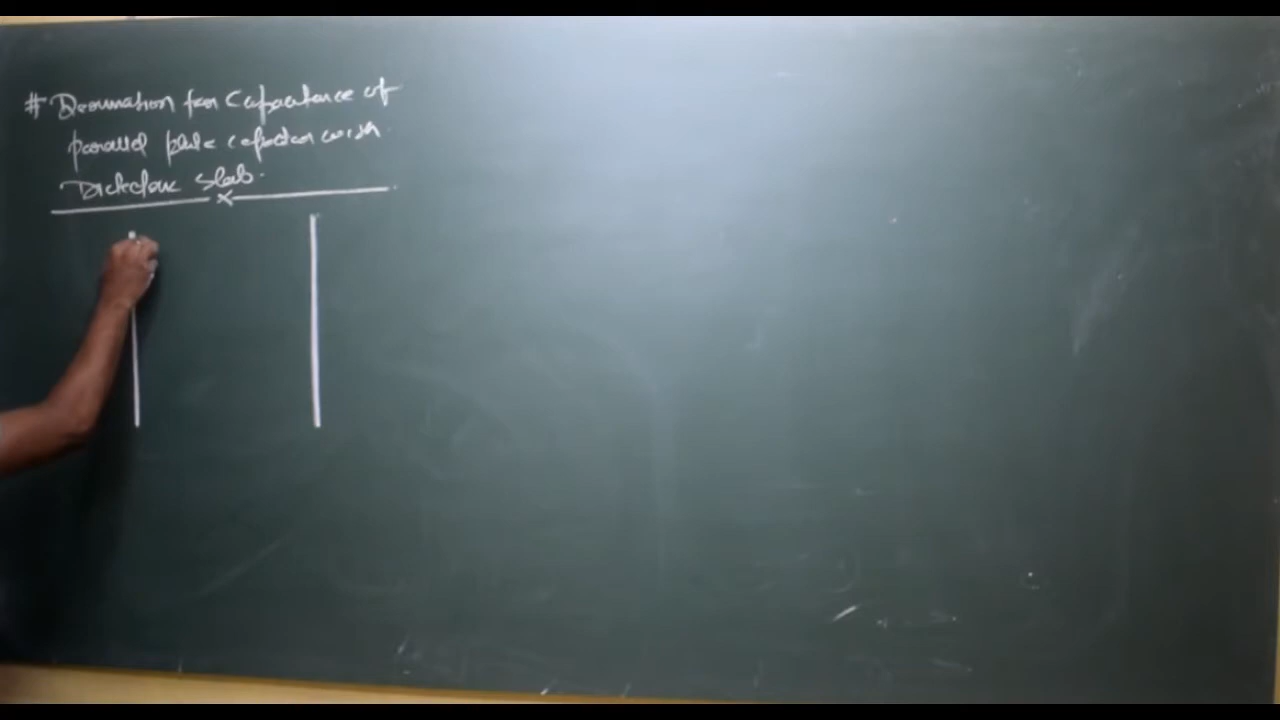 # Derivation for Capacitance of
parallel plate capacitor with
Dielectric slab.
x